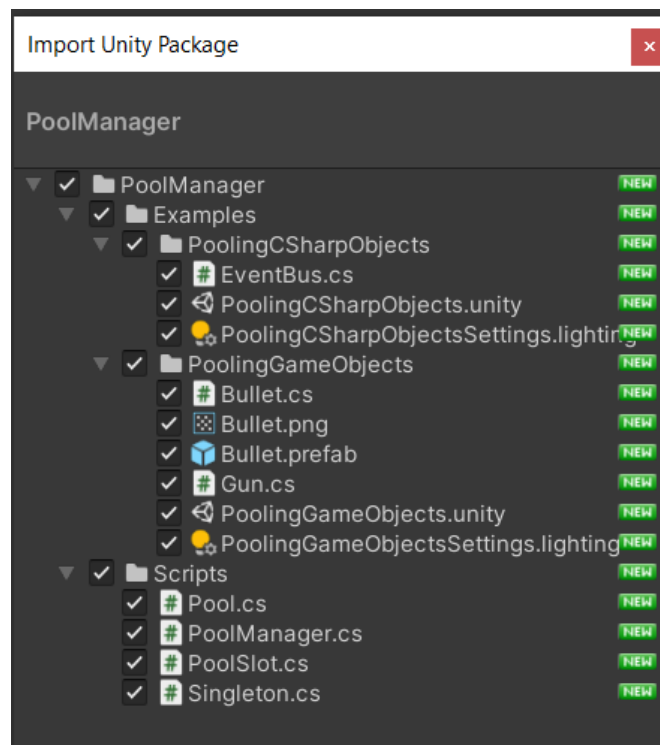 Import Unity Package
PoolManager
PoolManager NEW
Examples NEW
PoolingCSharpObjects NEW
EventBus.cs NEW
PoolingCSharpObjects.unity NEW
PoolingCSharpObjectsSettings.lighting NEW
PoolingGameObjects NEW
Bullet.cs NEW
Bullet.png NEW
Bullet.prefab NEW
Gun.cs NEW
PoolingGameObjects.unity NEW
PoolingGameObjectsSettings.lighting NEW
Scripts NEW
Pool.cs NEW
PoolManager.cs NEW
PoolSlot.cs NEW
Singleton.cs NEW